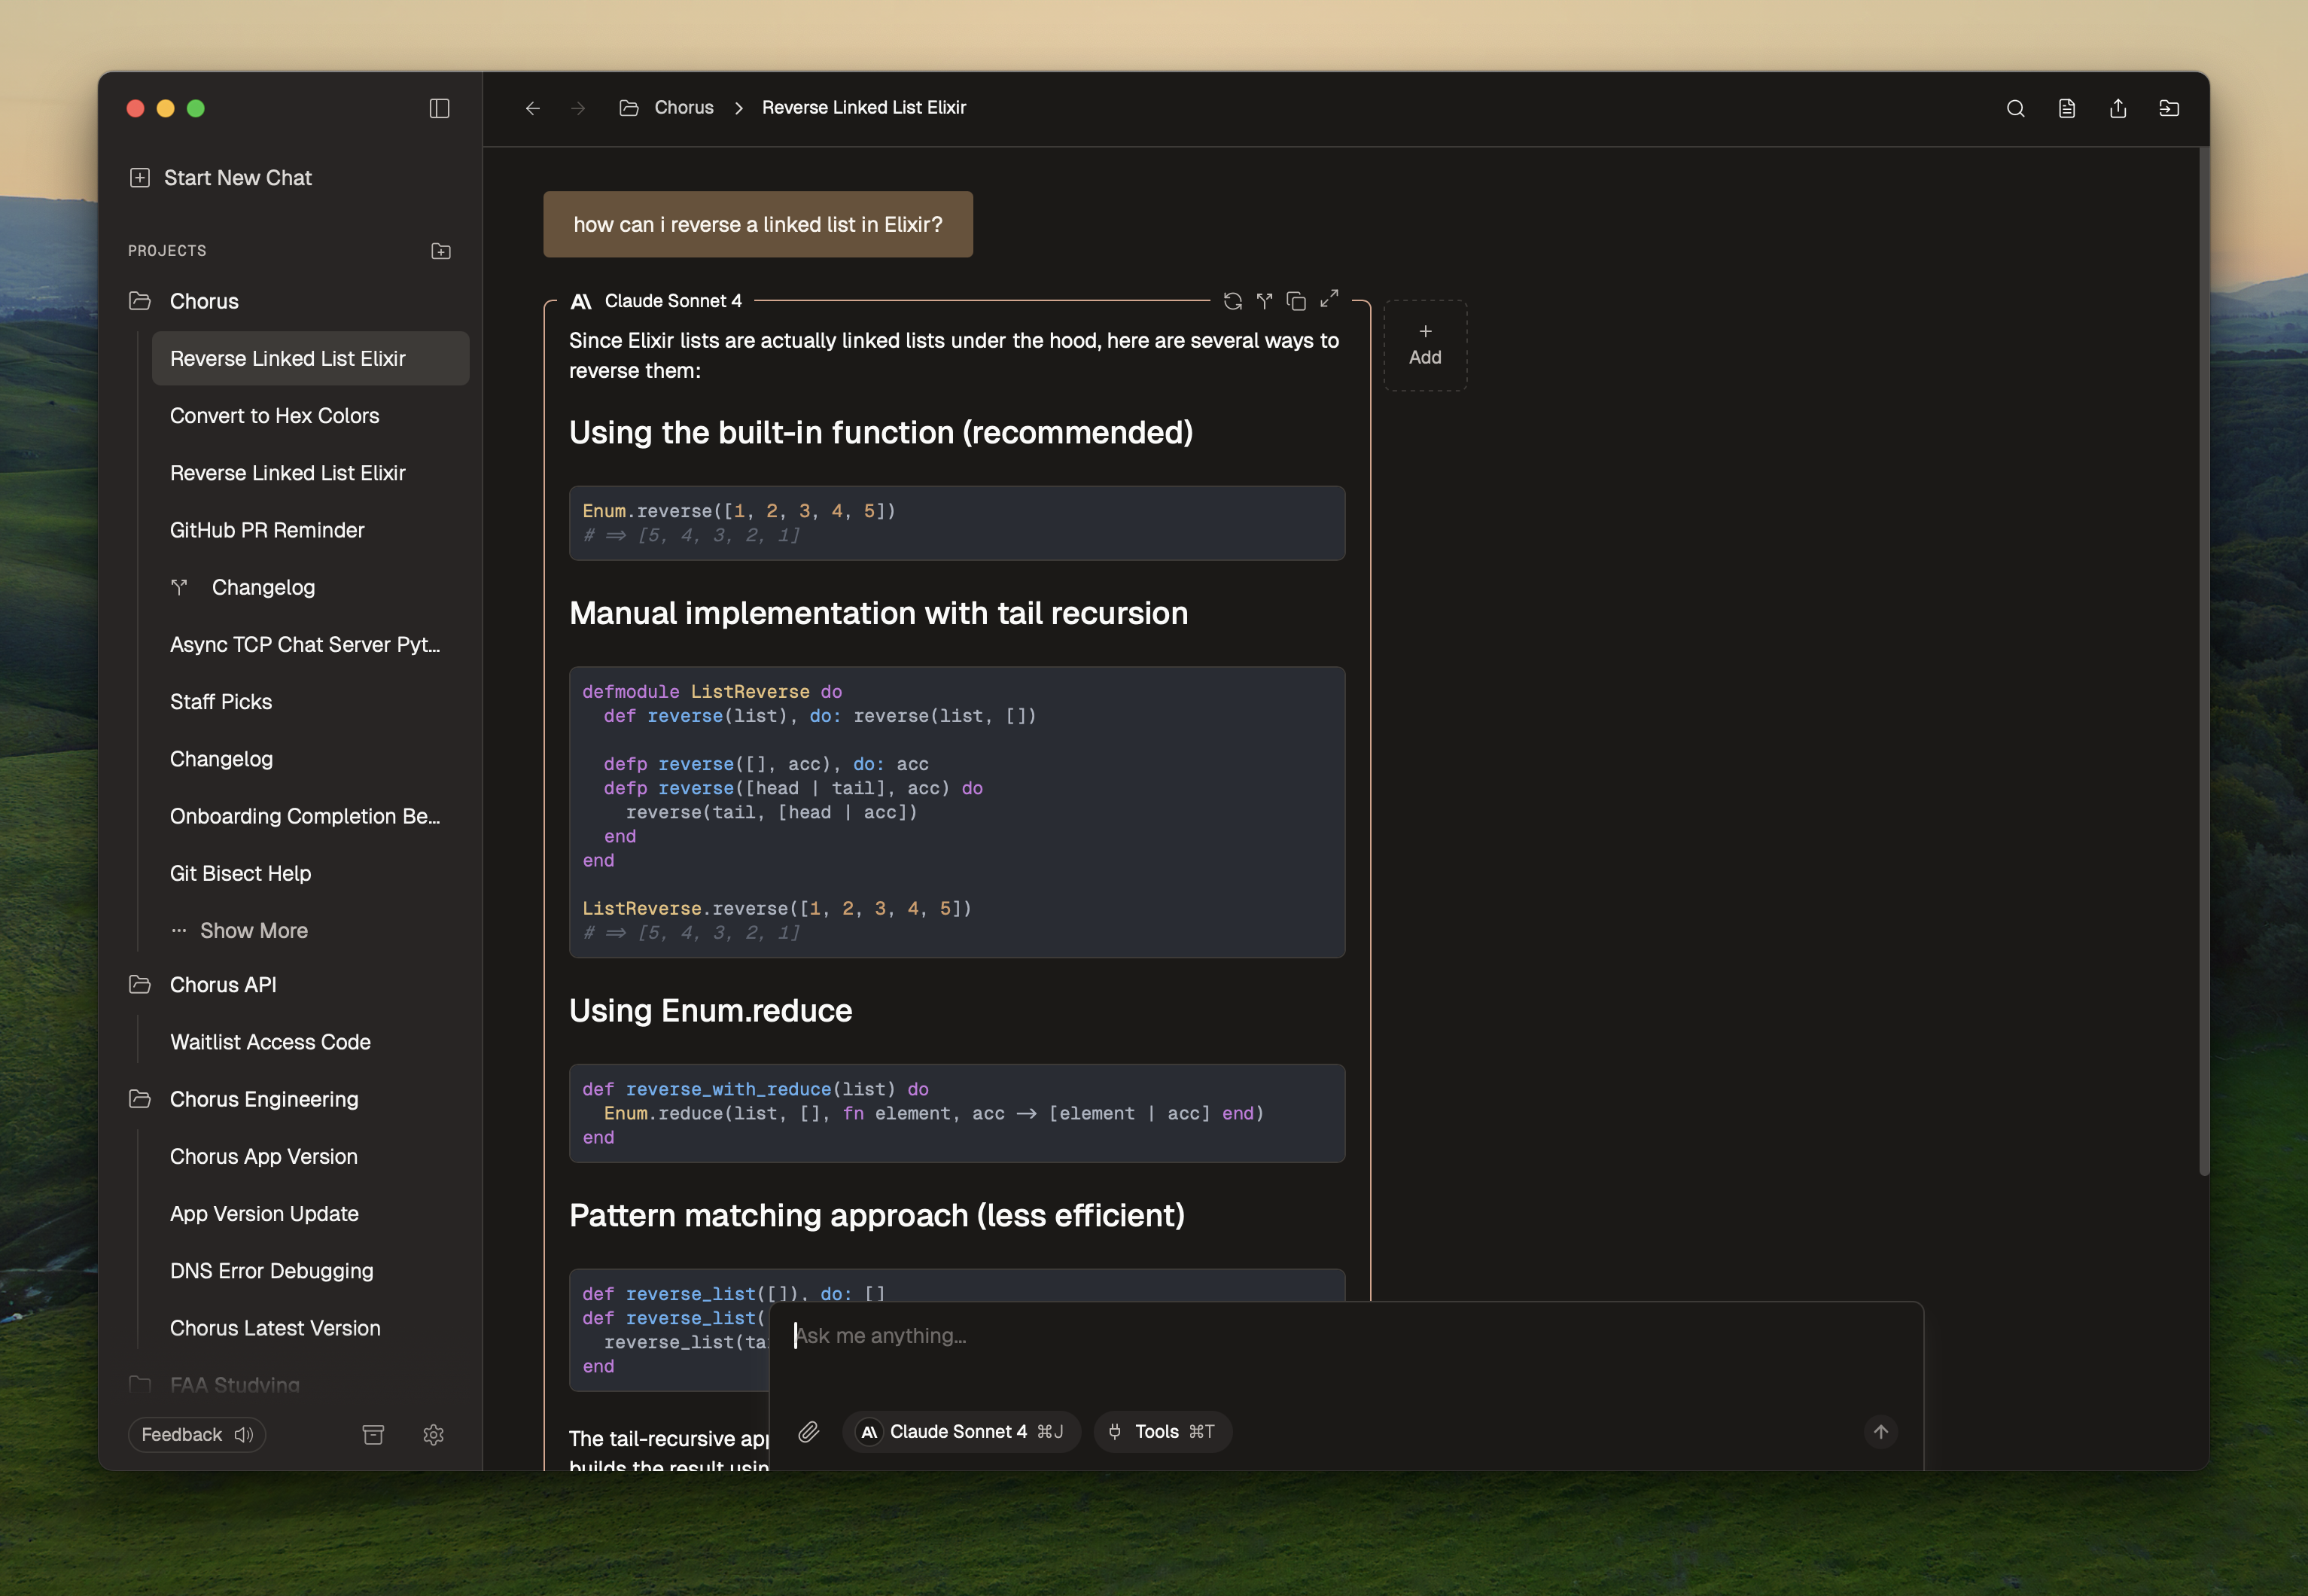 Start New Chat
PROJECTS
Chorus
Reverse Linked List Elixir
Convert to Hex Colors
Reverse Linked List Elixir
GitHub PR Reminder
Changelog
Async TCP Chat Server Pyt...
Staff Picks
Changelog
Onboarding Completion Be...
Git Bisect Help
··· Show More
Chorus API
Waitlist Access Code
Chorus Engineering
Chorus App Version
App Version Update
DNS Error Debugging
Chorus Latest Version
FAA Studying
Feedback
Chorus > Reverse Linked List Elixir
how can i reverse a linked list in Elixir?
Claude Sonnet 4
Since Elixir lists are actually linked lists under the hood, here are several ways to
reverse them:
+
Add
Using the built-in function (recommended)
Enum.reverse([1, 2, 3, 4, 5])
# => [5, 4, 3, 2, 1]
Manual implementation with tail recursion
defmodule ListReverse do
  def reverse(list), do: reverse(list, [])
  defp reverse([], acc), do: acc
  defp reverse([head | tail], acc) do
    reverse(tail, [head | acc])
  end
end
ListReverse.reverse([1, 2, 3, 4, 5])
# => [5, 4, 3, 2, 1]
Using Enum.reduce
def reverse_with_reduce(list) do
  Enum.reduce(list, [], fn element, acc -> [element | acc] end)
end
Pattern matching approach (less efficient)
def reverse_list([]), do: []
def reverse_list(
  reverse_list(ta
end
The tail-recursive app
builds the result usin
Ask me anything...
Claude Sonnet 4 ⌘J
Tools ⌘T